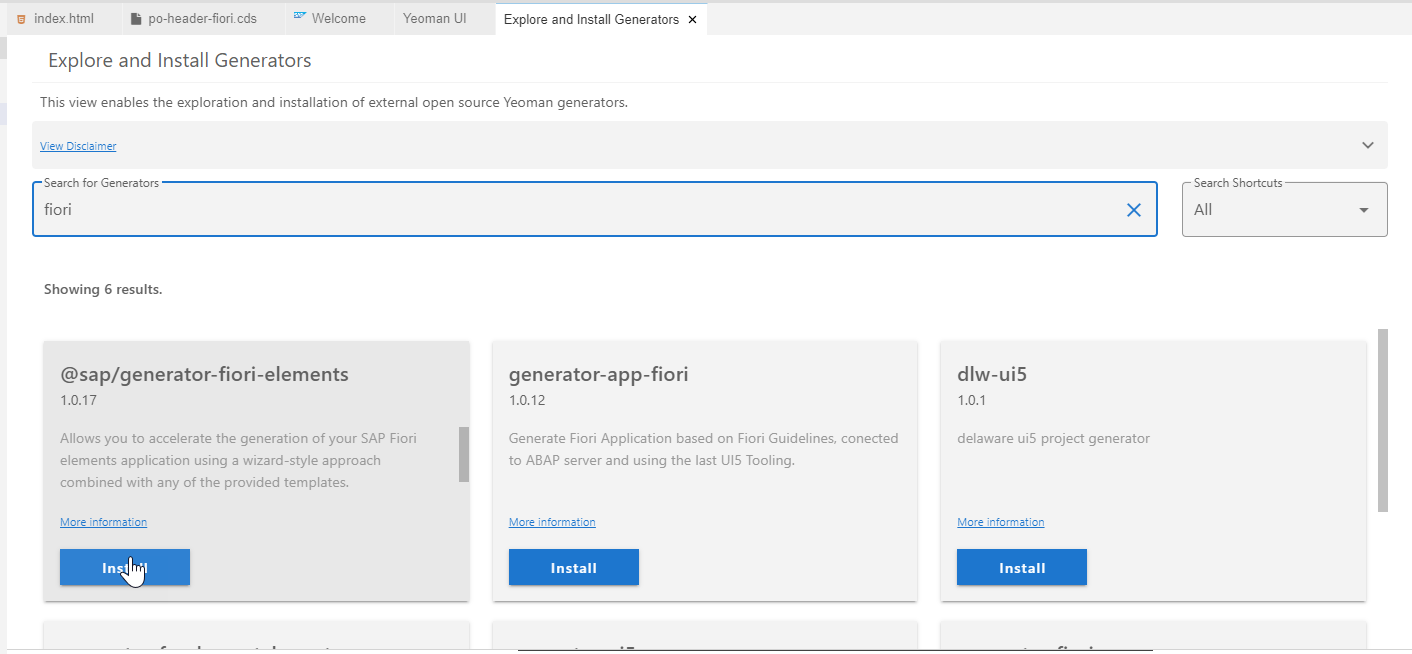 index.html
po-header-fiori.cds
Welcome
Yeoman UI
Explore and Install Generators
Explore and Install Generators
This view enables the exploration and installation of external open source Yeoman generators.
View Disclaimer
Search for Generators
fiori
Search Shortcuts
All
Showing 6 results.
@sap/generator-fiori-elements
1.0.17
Allows you to accelerate the generation of your SAP Fiori
elements application using a wizard-style approach
combined with any of the provided templates.
More information
Install
generator-app-fiori
1.0.12
Generate Fiori Application based on Fiori Guidelines, conected
to ABAP server and using the last UI5 Tooling.
More information
Install
dlw-ui5
1.0.1
delaware ui5 project generator
More information
Install